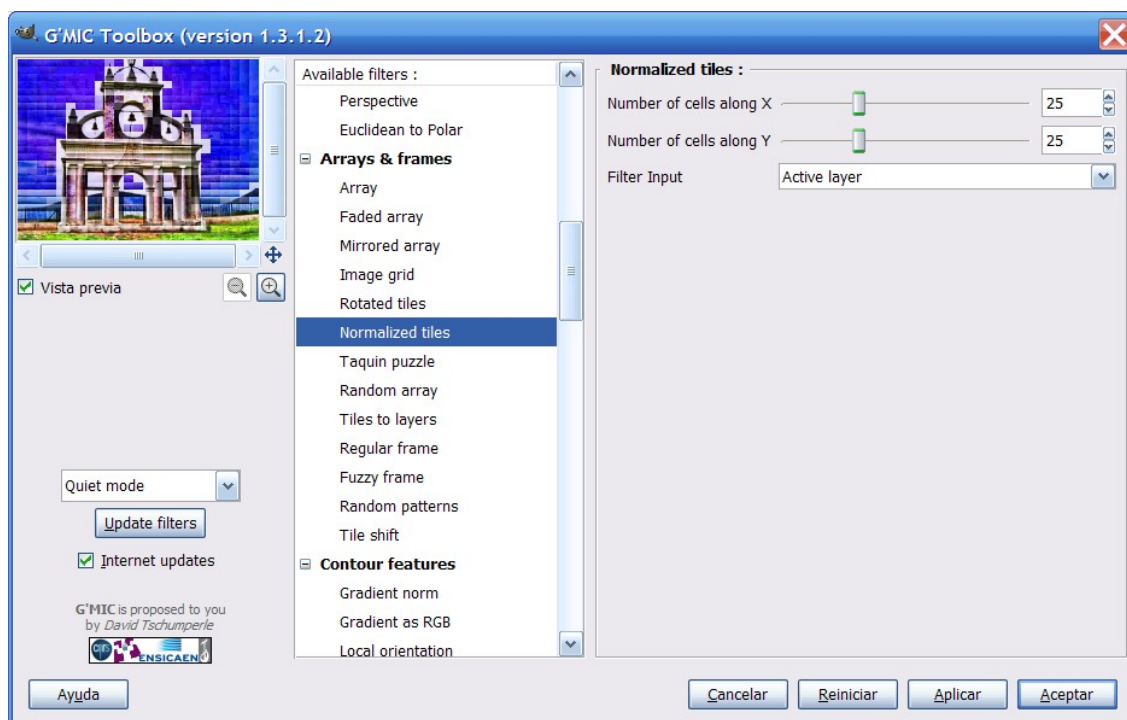 G'MIC Toolbox (version 1.3.1.2)
Vista previa
Quiet mode
Update filters
Internet updates
G'MIC is proposed to you
by David Tschumperle
ENSICAEN
Available filters :
Perspective
Euclidean to Polar
Arrays & frames
Array
Faded array
Mirrored array
Image grid
Rotated tiles
Normalized tiles
Taquin puzzle
Random array
Tiles to layers
Regular frame
Fuzzy frame
Random patterns
Tile shift
Contour features
Gradient norm
Gradient as RGB
Local orientation
Normalized tiles :
Number of cells along X 25
Number of cells along Y 25
Filter Input Active layer
Ayuda Cancelar Reiniciar Aplicar Aceptar